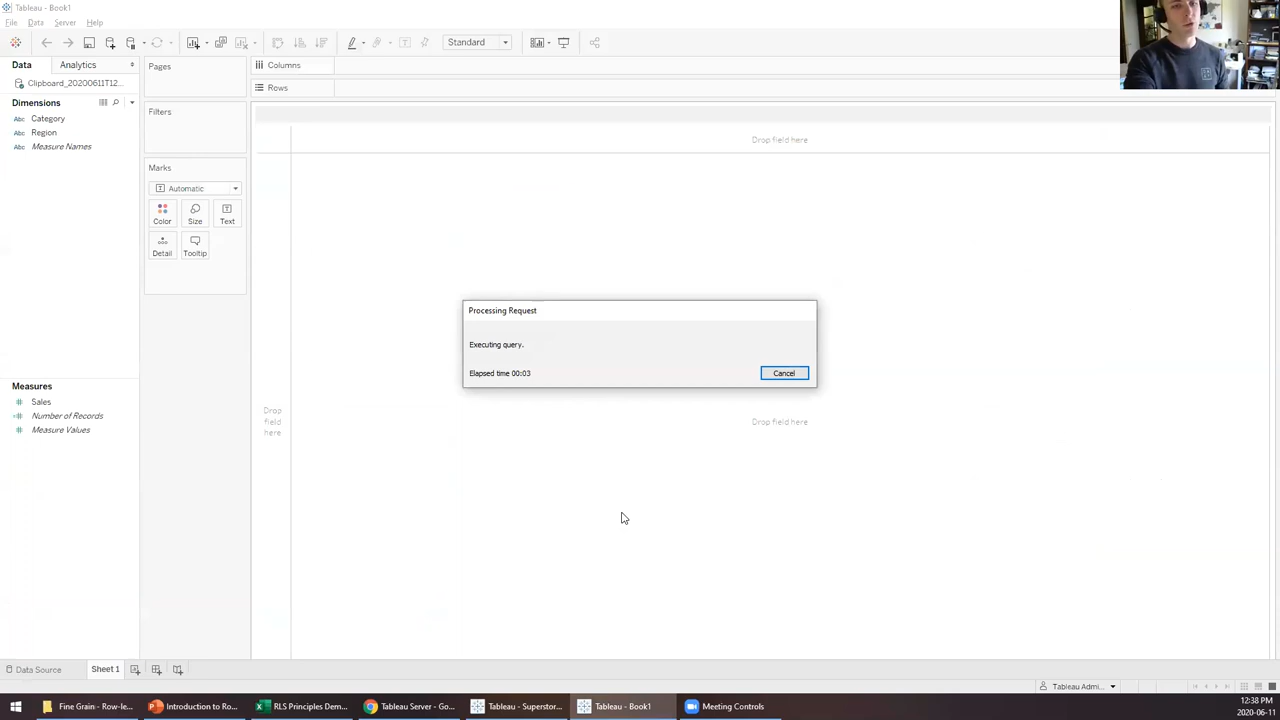 Tableau - Book1
File Data Server Help
Standard
Data Analytics
Pages
Columns
Clipboard_20200611T12...
Rows
Dimensions
Filters
Abc Category
Abc Region
Abc Measure Names
Drop field here
Marks
Automatic
Color Size Text
Detail Tooltip
Processing Request
Executing query.
Elapsed time 00:03
Cancel
Measures
Sales
Number of Records
Measure Values
Drop
field
here
Drop field here
Data Source Sheet 1
Tableau Admi...
Fine Grain - Row-le... Introduction to Ro... RLS Principles Dem... Tableau Server - Go... Tableau - Superstor... Tableau - Book1 Meeting Controls
12:38 PM
2020-06-11